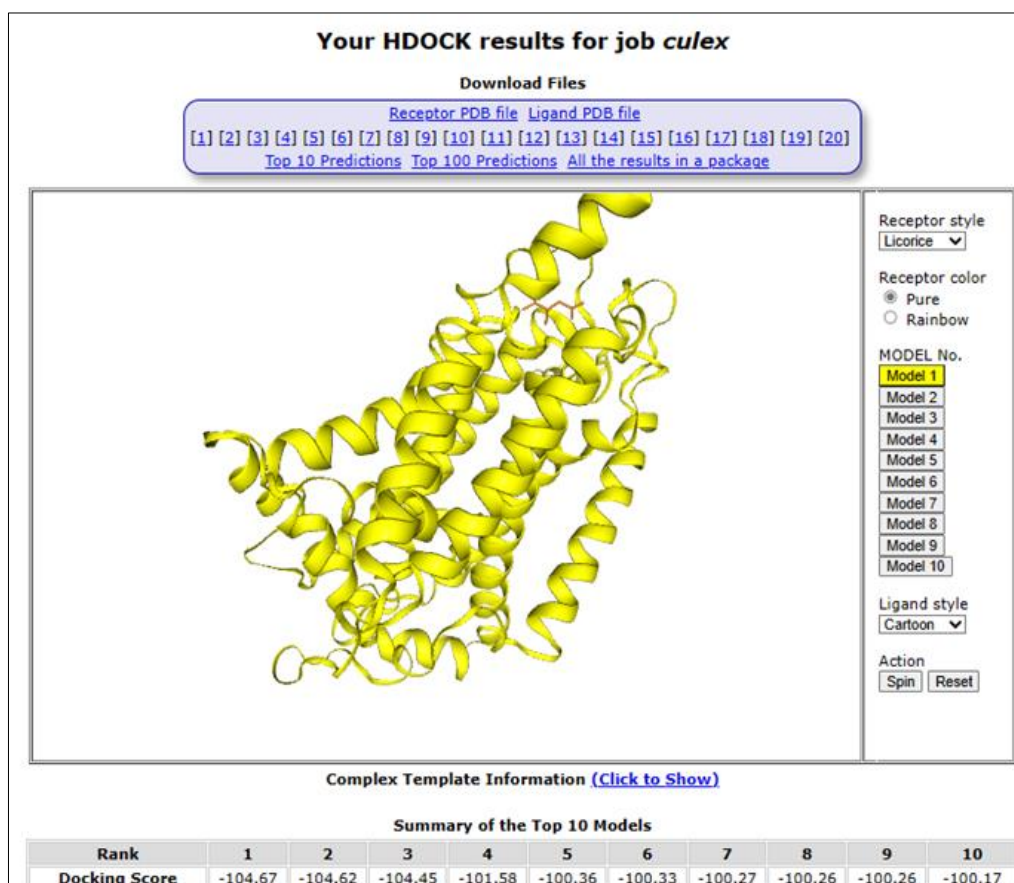 Your HDOCK results for job culex
Download Files
Receptor PDB file Ligand PDB file
[1] [2] [3] [4] [5] [6] [7] [8] [9] [10] [11] [12] [13] [14] [15] [16] [17] [18] [19] [20]
Top 10 Predictions Top 100 Predictions All the results in a package
Receptor style
Licorice
Receptor color
Pure
Rainbow
MODEL No.
Model 1
Model 2
Model 3
Model 4
Model 5
Model 6
Model 7
Model 8
Model 9
Model 10
Ligand style
Cartoon
Action
Spin Reset
Complex Template Information (Click to Show)
Summary of the Top 10 Models
Rank 1 2 3 4 5 6 7 8 9 10
Docking Score -104.67 -104.62 -104.45 -101.58 -100.36 -100.33 -100.27 -100.26 -100.26 -100.17